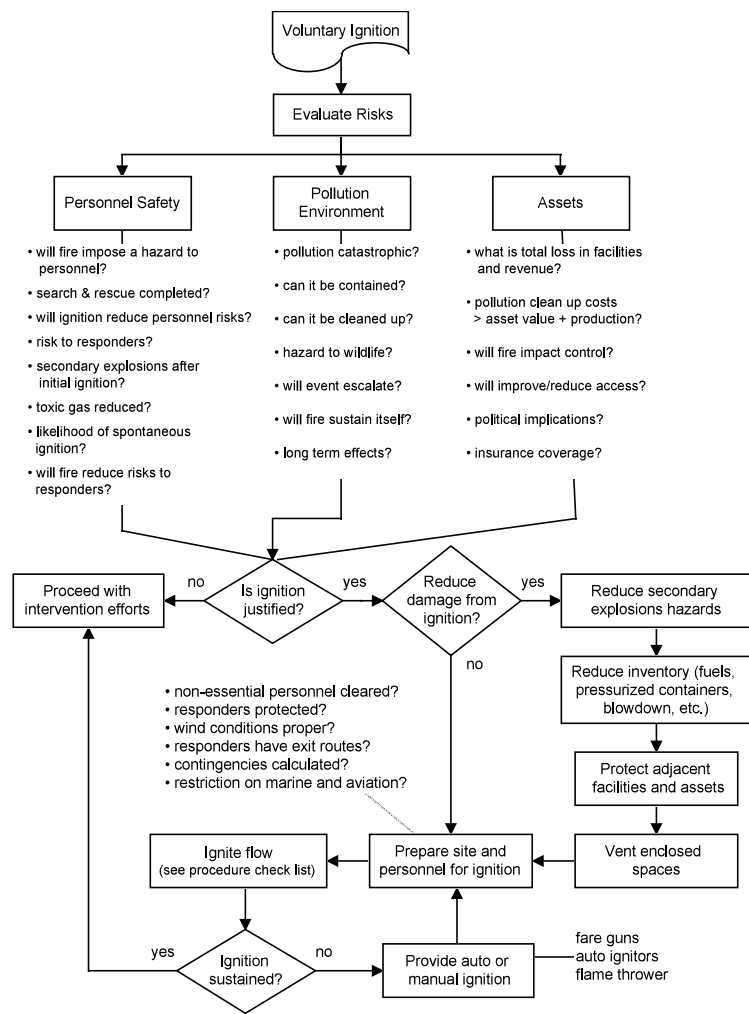 Voluntary Ignition
Evaluate Risks
Personnel Safety
• will fire impose a hazard to
personnel?
• search & rescue completed?
• will ignition reduce personnel risks?
• risk to responders?
• secondary explosions after
initial ignition?
• toxic gas reduced?
• likelihood of spontaneous
ignition?
• will fire reduce risks to
responders?
Pollution
Environment
• pollution catastrophic?
• can it be contained?
• can it be cleaned up?
• hazard to wildlife?
• will event escalate?
• will fire sustain itself?
• long term effects?
Assets
• what is total loss in facilities
and revenue?
• pollution clean up costs
> asset value + production?
• will fire impact control?
• will improve/reduce access?
• political implications?
• insurance coverage?
Proceed with
intervention efforts
no
Is ignition
justified?
yes
Reduce
damage from
ignition?
yes
Reduce secondary
explosions hazards
no
Reduce inventory (fuels,
pressurized containers,
blowdown, etc.)
• non-essential personnel cleared?
• responders protected?
• wind conditions proper?
• responders have exit routes?
• contingencies calculated?
• restriction on marine and aviation?
Protect adjacent
facilities and assets
Ignite flow
(see procedure check list)
Prepare site and
personnel for ignition
Vent enclosed
spaces
yes
Ignition
sustained?
no
Provide auto or
manual ignition
fare guns
auto ignitors
flame thrower